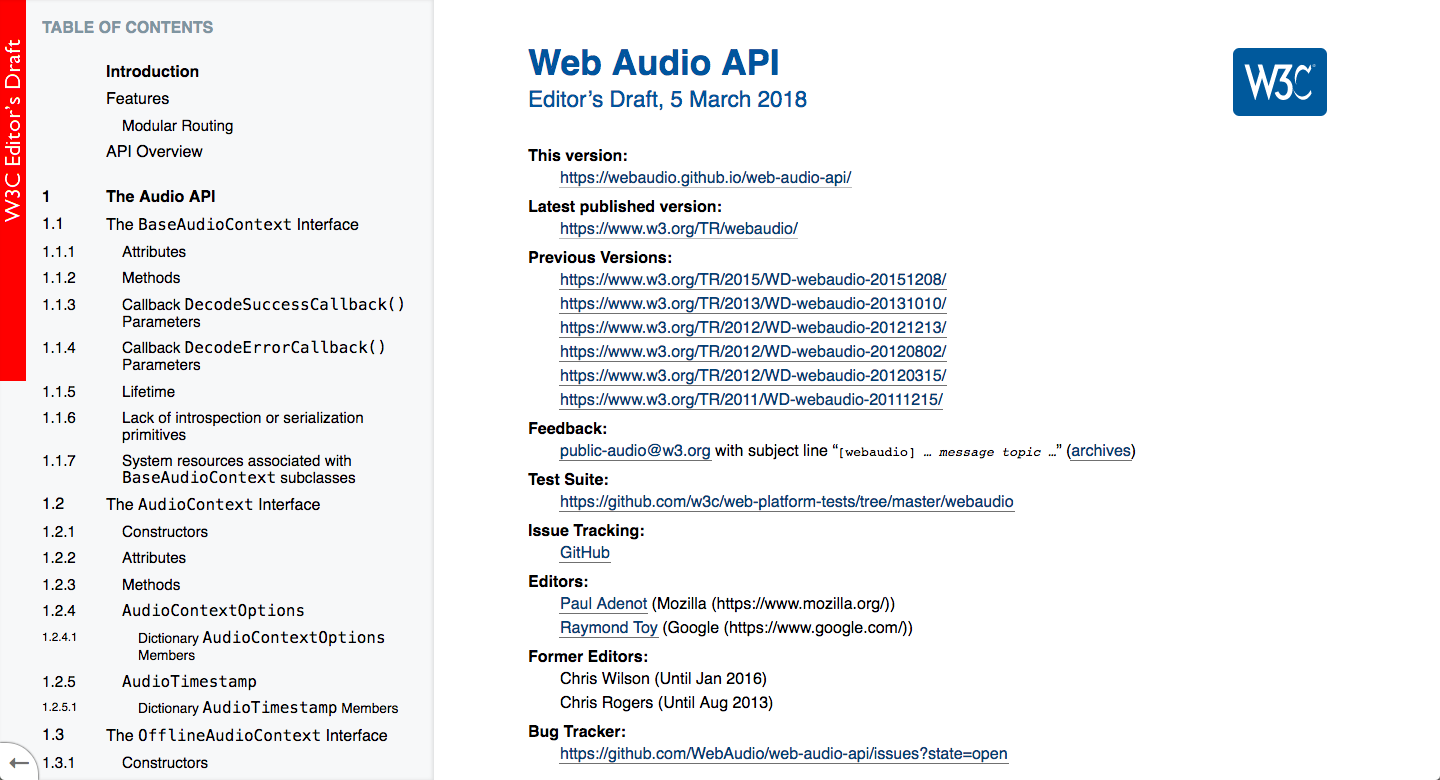 W3C Editor's Draft
TABLE OF CONTENTS
Introduction
Features
Modular Routing
API Overview
1 The Audio API
1.1 The BaseAudioContext Interface
1.1.1 Attributes
1.1.2 Methods
1.1.3 Callback DecodeSuccessCallback()
Parameters
1.1.4 Callback DecodeErrorCallback()
Parameters
1.1.5 Lifetime
1.1.6 Lack of introspection or serialization
primitives
1.1.7 System resources associated with
BaseAudioContext subclasses
1.2 The AudioContext Interface
1.2.1 Constructors
1.2.2 Attributes
1.2.3 Methods
1.2.4 AudioContextOptions
1.2.4.1 Dictionary AudioContextOptions
Members
1.2.5 AudioTimestamp
1.2.5.1 Dictionary AudioTimestamp Members
1.3 The OfflineAudioContext Interface
1.3.1 Constructors
Web Audio API
Editor’s Draft, 5 March 2018
W3C
This version:
https://webaudio.github.io/web-audio-api/
Latest published version:
https://www.w3.org/TR/webaudio/
Previous Versions:
https://www.w3.org/TR/2015/WD-webaudio-20151208/
https://www.w3.org/TR/2013/WD-webaudio-20131010/
https://www.w3.org/TR/2012/WD-webaudio-20121213/
https://www.w3.org/TR/2012/WD-webaudio-20120802/
https://www.w3.org/TR/2012/WD-webaudio-20120315/
https://www.w3.org/TR/2011/WD-webaudio-20111215/
Feedback:
public-audio@w3.org with subject line “[webaudio] … message topic …” (archives)
Test Suite:
https://github.com/w3c/web-platform-tests/tree/master/webaudio
Issue Tracking:
GitHub
Editors:
Paul Adenot (Mozilla (https://www.mozilla.org/))
Raymond Toy (Google (https://www.google.com/))
Former Editors:
Chris Wilson (Until Jan 2016)
Chris Rogers (Until Aug 2013)
Bug Tracker:
https://github.com/WebAudio/web-audio-api/issues?state=open